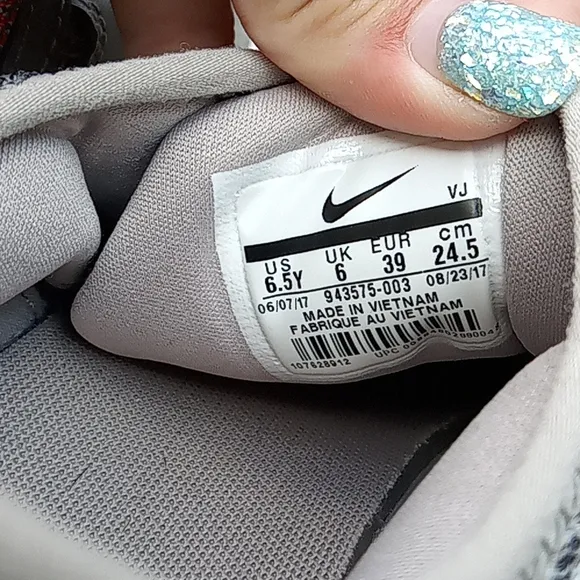 VJ
US UK EUR cm
6.5Y 6 39 24.5
06/07/17 943575-003 08/23/17
MADE IN VIETNAM
FABRIQUE AU VIETNAM
107628912 UPC